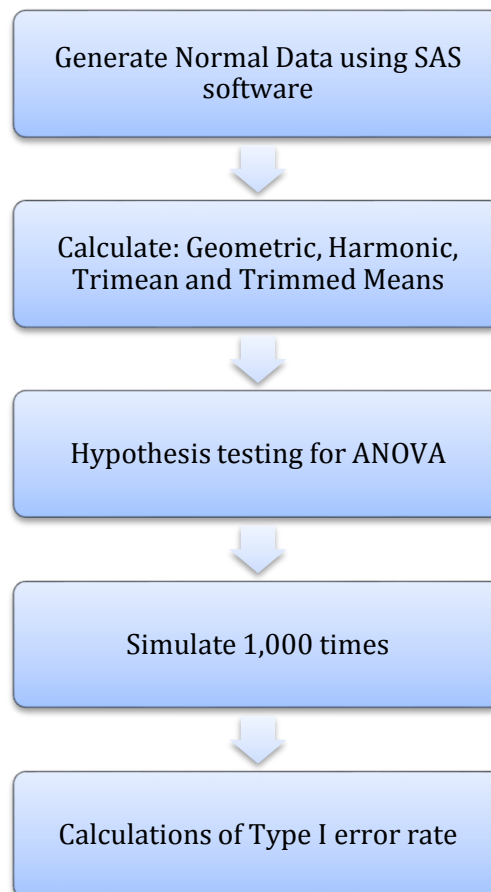 Generate Normal Data using SAS
software
Calculate: Geometric, Harmonic,
Trimean and Trimmed Means
Hypothesis testing for ANOVA
Simulate 1,000 times
Calculations of Type I error rate